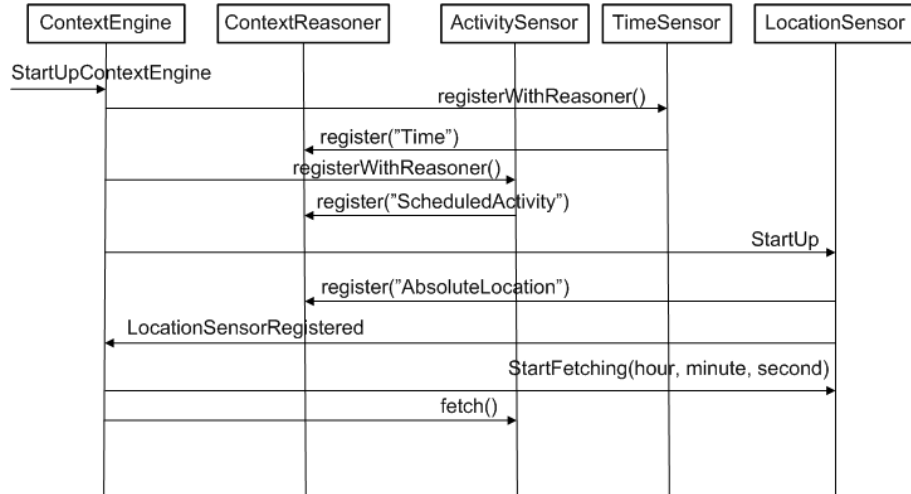 ContextEngine
ContextReasoner
ActivitySensor
TimeSensor
LocationSensor
StartUpContextEngine
registerWithReasoner()
register("Time")
registerWithReasoner()
register("ScheduledActivity")
StartUp
register("AbsoluteLocation")
LocationSensorRegistered
StartFetching(hour, minute, second)
fetch()